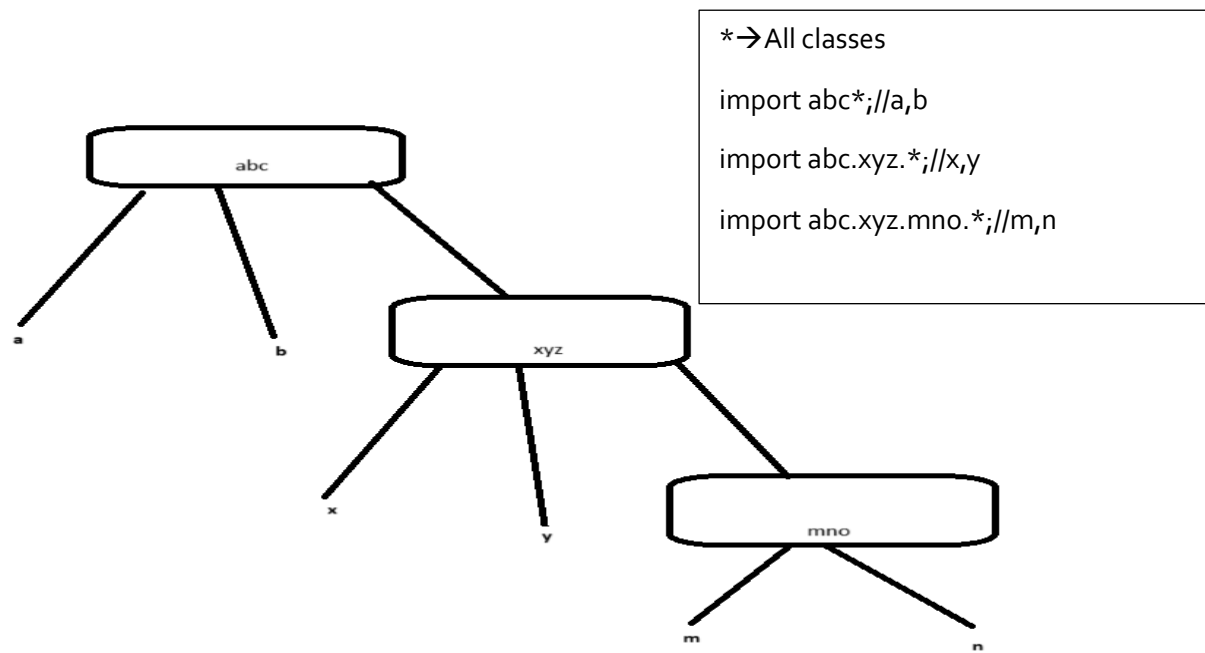 *→All classes
import abc*;//a,b
import abc.xyz.*;//x,y
import abc.xyz.mno.*;//m,n
abc
a
b
xyz
x
y
mno
m
n